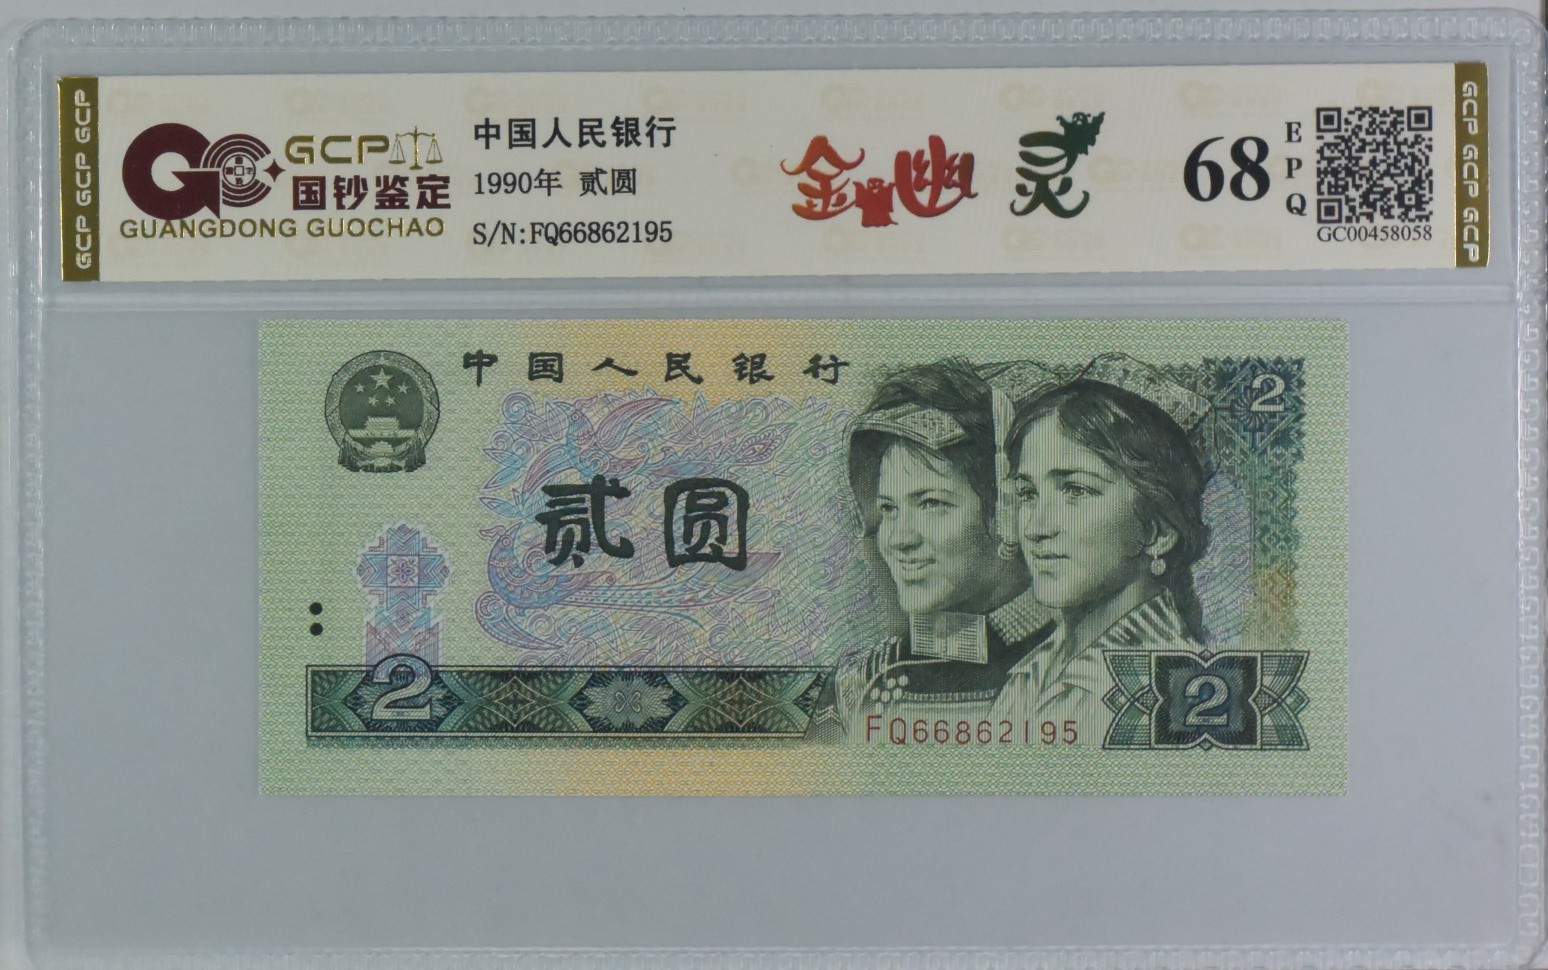 GCP GCP GCP
GCP
国钞鉴定
GUANGDONG GUOCHAO
中国人民银行
1990年 贰圆
S/N:FQ66862195
金幽灵
68
EPQ
GC00458058
GCP GCP GCP
中国人民银行
2
贰圆
2
2
FQ66862195